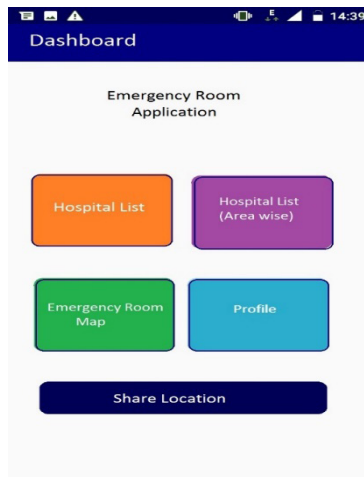 E 14:39
Dashboard
Emergency Room
Application
Hospital List
Hospital List
(Area wise)
Emergency Room
Map
Profile
Share Location